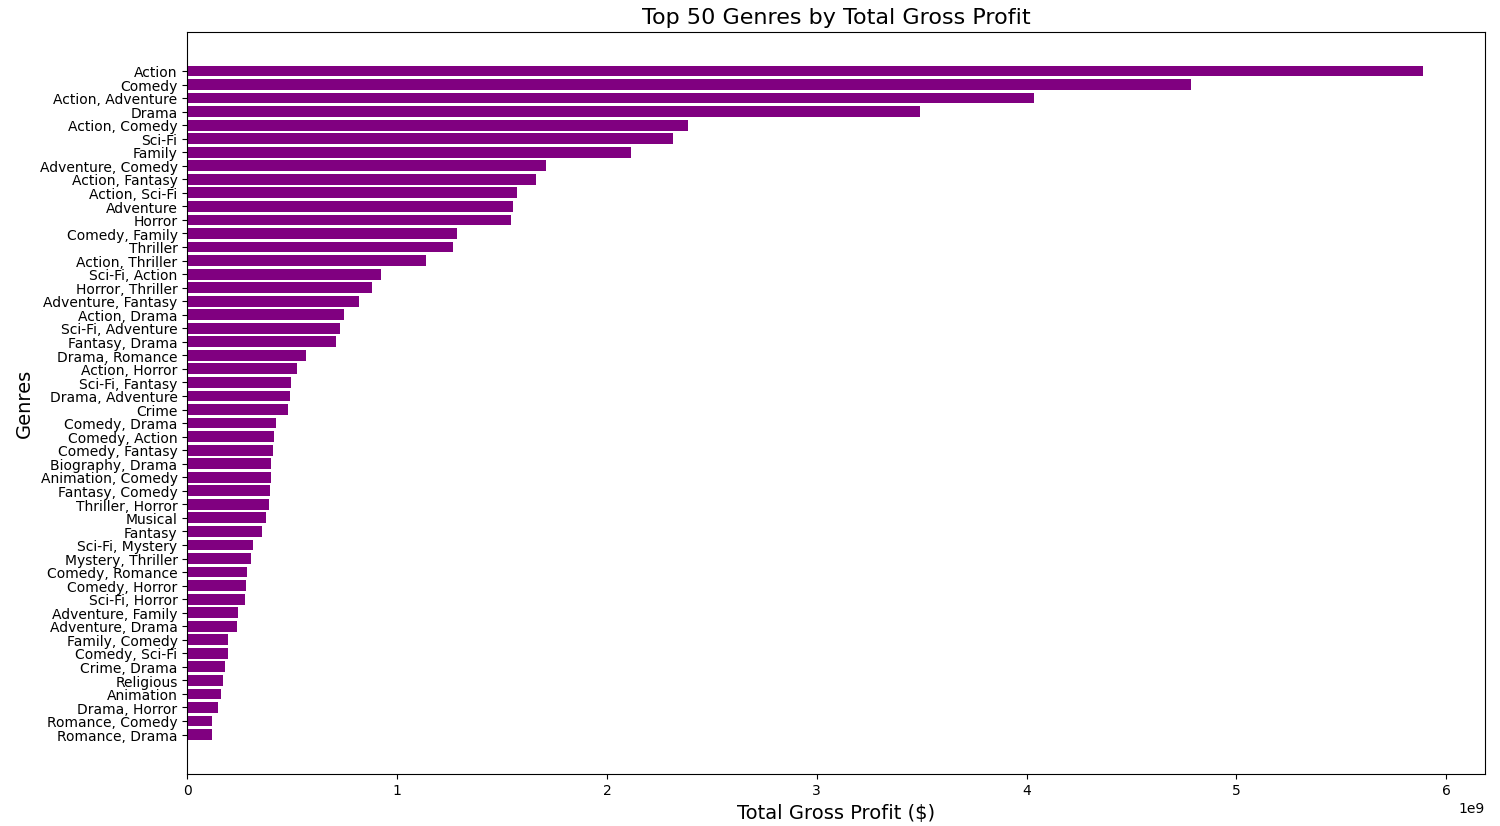 Top 50 Genres by Total Gross Profit
Genres
Action
Comedy
Action, Adventure
Drama
Action, Comedy
Sci-Fi
Family
Adventure, Comedy
Action, Fantasy
Action, Sci-Fi
Adventure
Horror
Comedy, Family
Thriller
Action, Thriller
Sci-Fi, Action
Horror, Thriller
Adventure, Fantasy
Action, Drama
Sci-Fi, Adventure
Fantasy, Drama
Drama, Romance
Action, Horror
Sci-Fi, Fantasy
Drama, Adventure
Crime
Comedy, Drama
Comedy, Action
Comedy, Fantasy
Biography, Drama
Animation, Comedy
Fantasy, Comedy
Thriller, Horror
Musical
Fantasy
Sci-Fi, Mystery
Mystery, Thriller
Comedy, Romance
Comedy, Horror
Sci-Fi, Horror
Adventure, Family
Adventure, Drama
Family, Comedy
Comedy, Sci-Fi
Crime, Drama
Religious
Animation
Drama, Horror
Romance, Comedy
Romance, Drama
0 1 2 3 4 5 6
1e9
Total Gross Profit ($)